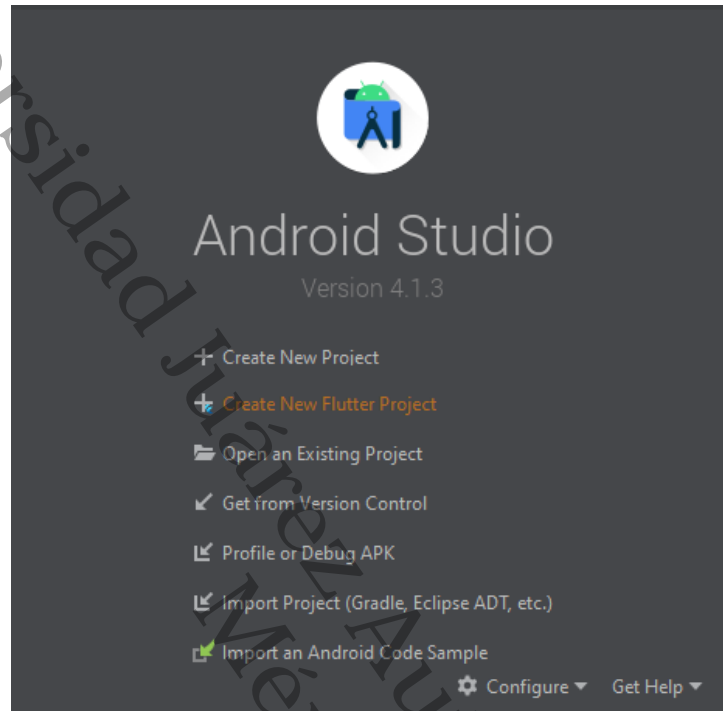 Android Studio
Version 4.1.3
Create New Project
Create New Flutter Project
Open an Existing Project
Get from Version Control
Profile or Debug APK
Import Project (Gradle, Eclipse ADT, etc.)
Import an Android Code Sample
Configure
Get Help
Juárez